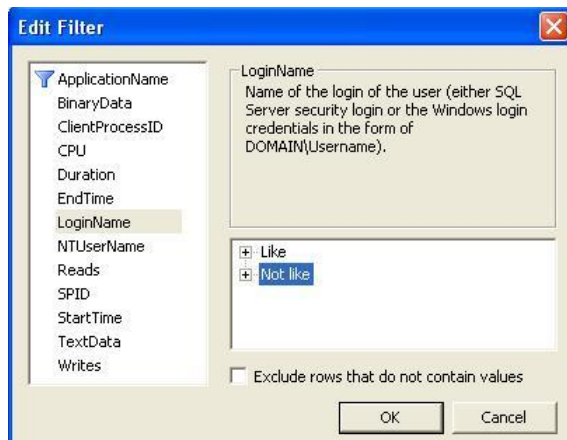 Edit Filter
ApplicationName
BinaryData
ClientProcessID
CPU
Duration
EndTime
LoginName
NTUserName
Reads
SPID
StartTime
TextData
Writes
LoginName
Name of the login of the user (either SQL
Server security login or the Windows login
credentials in the form of
DOMAIN\Username).
Like
Not like
Exclude rows that do not contain values
OK
Cancel